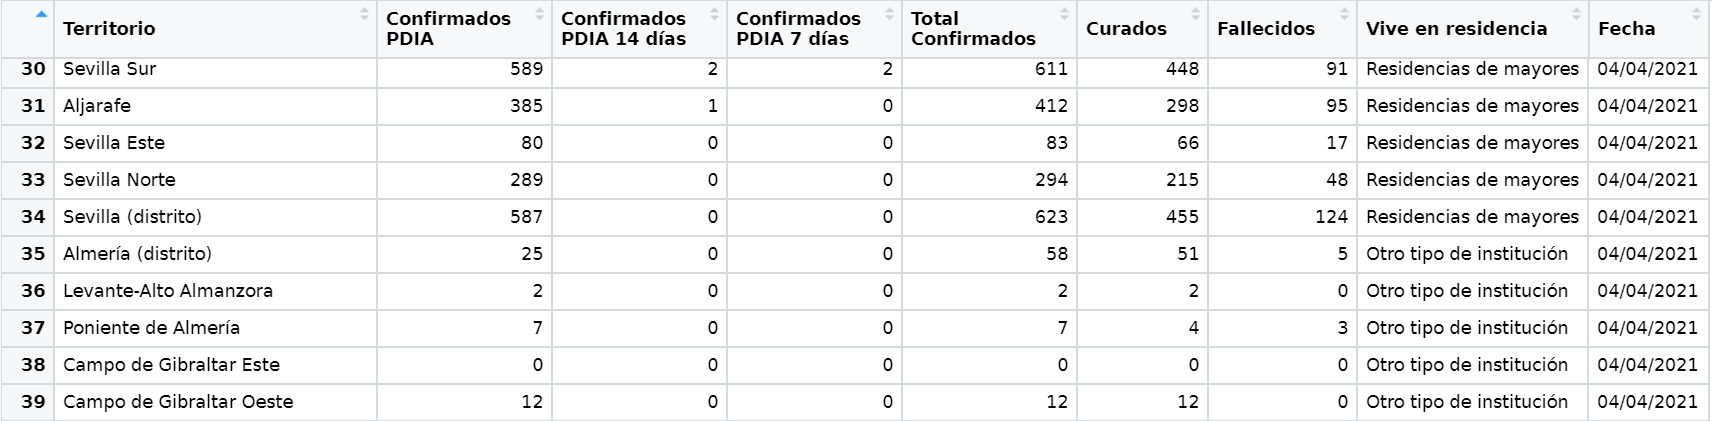 Territorio Confirmados PDIA Confirmados PDIA 14 días Confirmados PDIA 7 días Total Confirmados Curados Fallecidos Vive en residencia Fecha
30 Sevilla Sur 589 2 2 611 448 91 Residencias de mayores 04/04/2021
31 Aljarafe 385 1 0 412 298 95 Residencias de mayores 04/04/2021
32 Sevilla Este 80 0 0 83 66 17 Residencias de mayores 04/04/2021
33 Sevilla Norte 289 0 0 294 215 48 Residencias de mayores 04/04/2021
34 Sevilla (distrito) 587 0 0 623 455 124 Residencias de mayores 04/04/2021
35 Almería (distrito) 25 0 0 58 51 5 Otro tipo de institución 04/04/2021
36 Levante-Alto Almanzora 2 0 0 2 2 0 Otro tipo de institución 04/04/2021
37 Poniente de Almería 7 0 0 7 4 3 Otro tipo de institución 04/04/2021
38 Campo de Gibraltar Este 0 0 0 0 0 0 Otro tipo de institución 04/04/2021
39 Campo de Gibraltar Oeste 12 0 0 12 12 0 Otro tipo de institución 04/04/2021